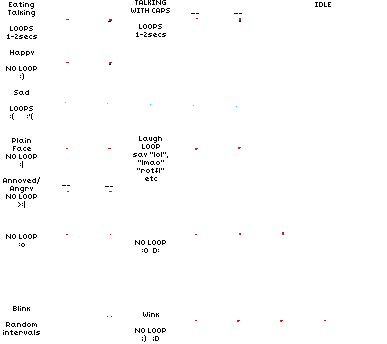 Eating
Talking
LOOPS
1-2secs
TALKING
WITH CAPS
LOOPS
1-2secs
IDLE
Happy
NO LOOP
:)
Sad
LOOPS
:( :'(
Plain
Face
NO LOOP
:|
Laugh
LOOP
say "lol",
"lmao"
"rotfl"
etc
Annoyed/
Angry
NO LOOP
>:|
NO LOOP
:o
NO LOOP
:O D:
Blink
Random
intervals
Wink
NO LOOP
;) ;D